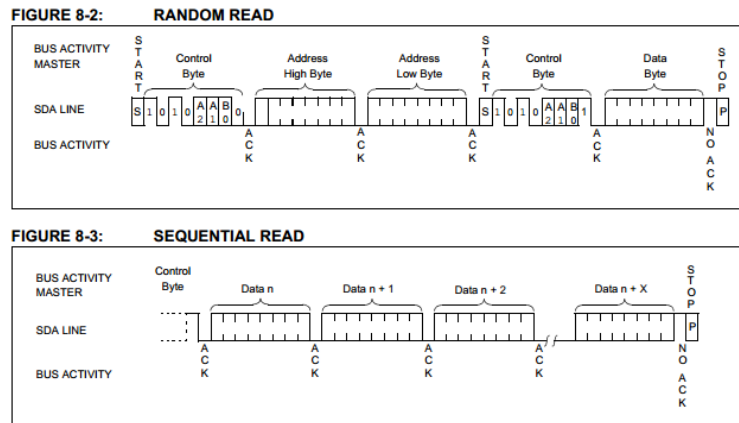 FIGURE 8-2: RANDOM READ
BUS ACTIVITY
MASTER
START
Control
Byte
Address
High Byte
Address
Low Byte
START
Control
Byte
Data
Byte
STOP
SDA LINE
S 1 0 1 0 A2 A1 B0 0
S 1 0 1 0 A2 A1 B0 1
P
BUS ACTIVITY
ACK
ACK
ACK
ACK
NO ACK
FIGURE 8-3: SEQUENTIAL READ
BUS ACTIVITY
MASTER
Control
Byte
Data n
Data n + 1
Data n + 2
Data n + X
STOP
SDA LINE
P
BUS ACTIVITY
ACK
ACK
ACK
ACK
NO ACK